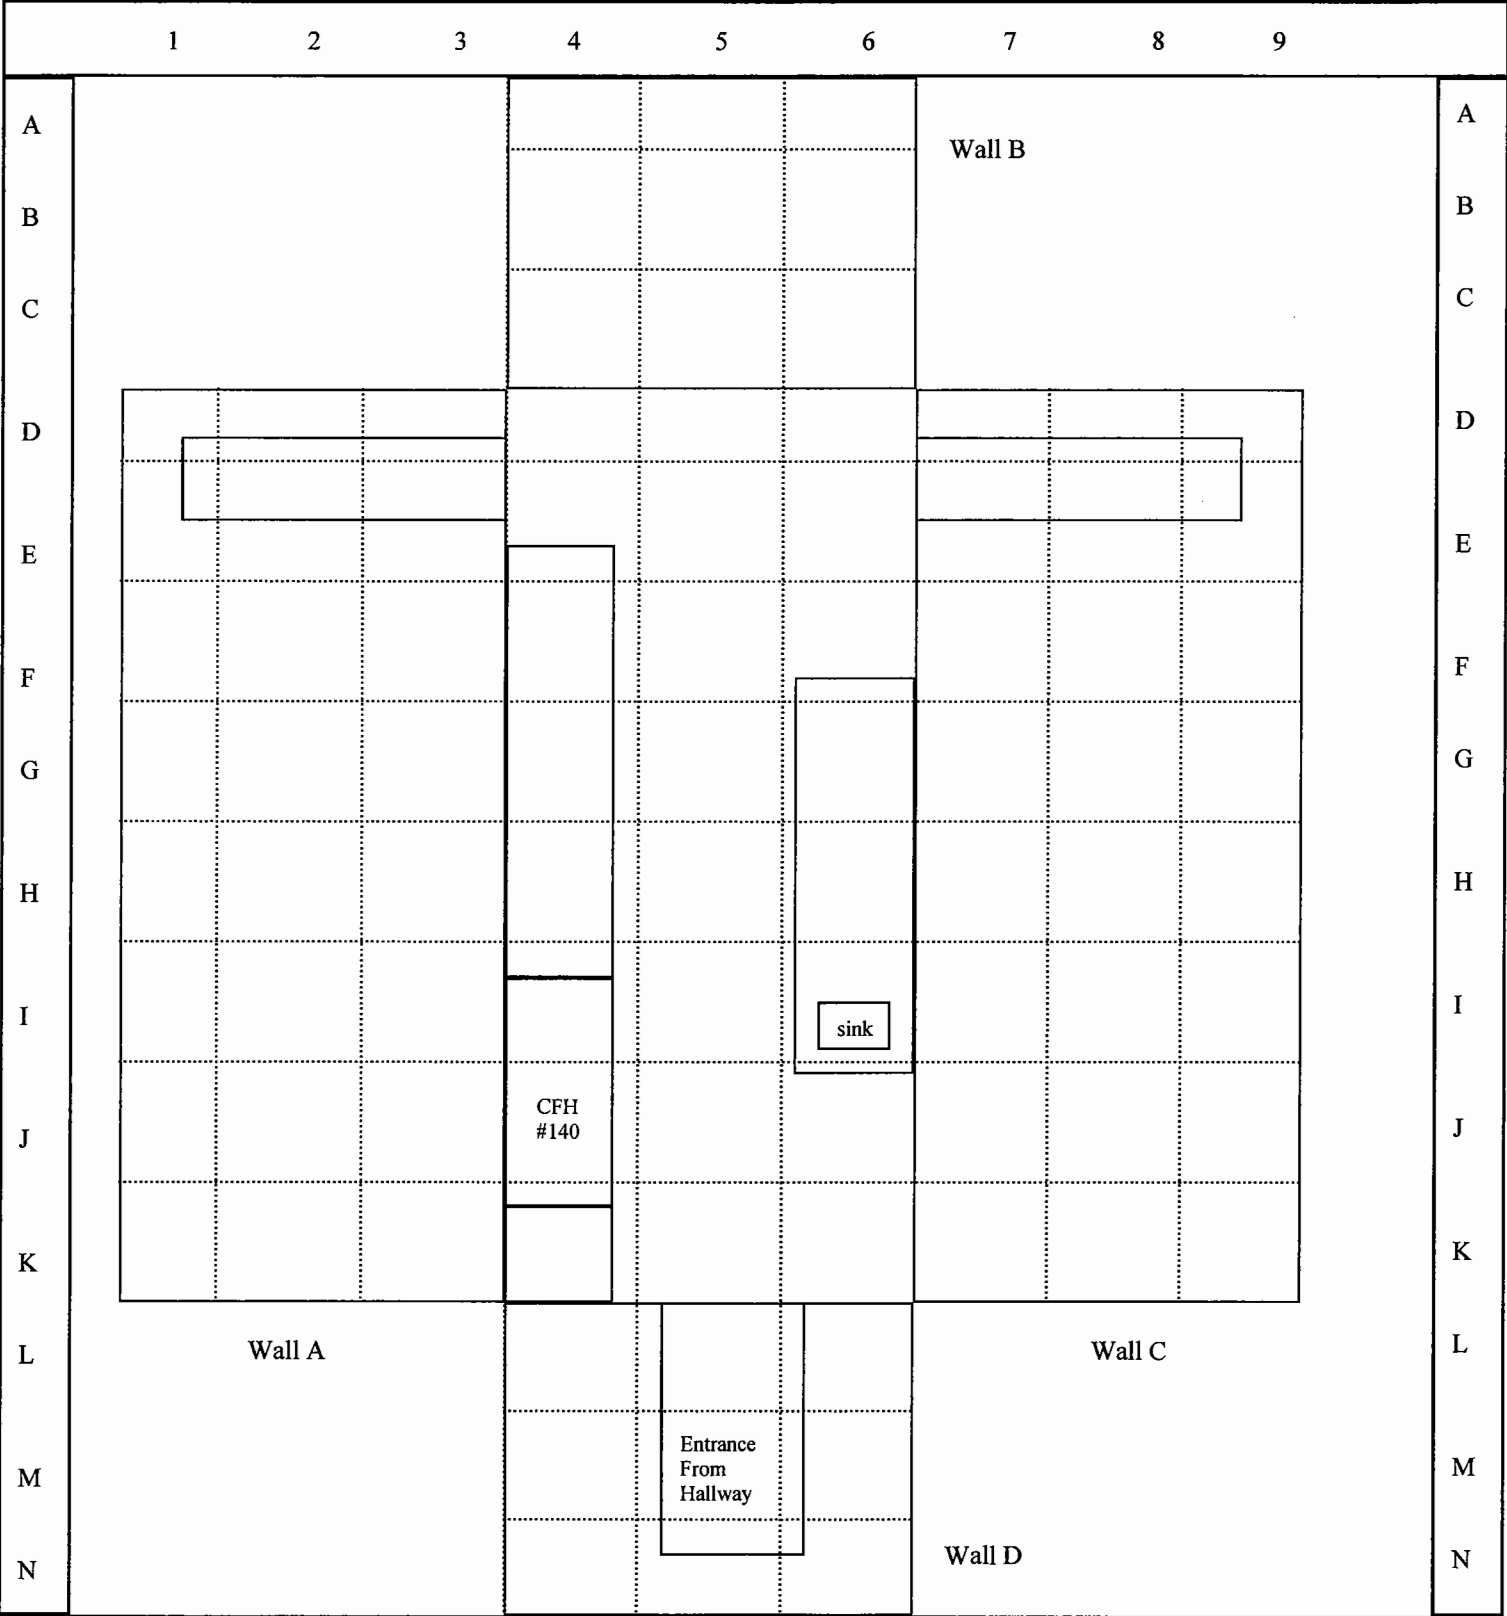 1 2 3 4 5 6 7 8 9
A A
Wall B
B B
C C
D D
E E
F F
G G
H H
I I
sink
CFH
#140
J J
K K
L Wall A Wall C L
Entrance
From
Hallway
M M
Wall D
N N